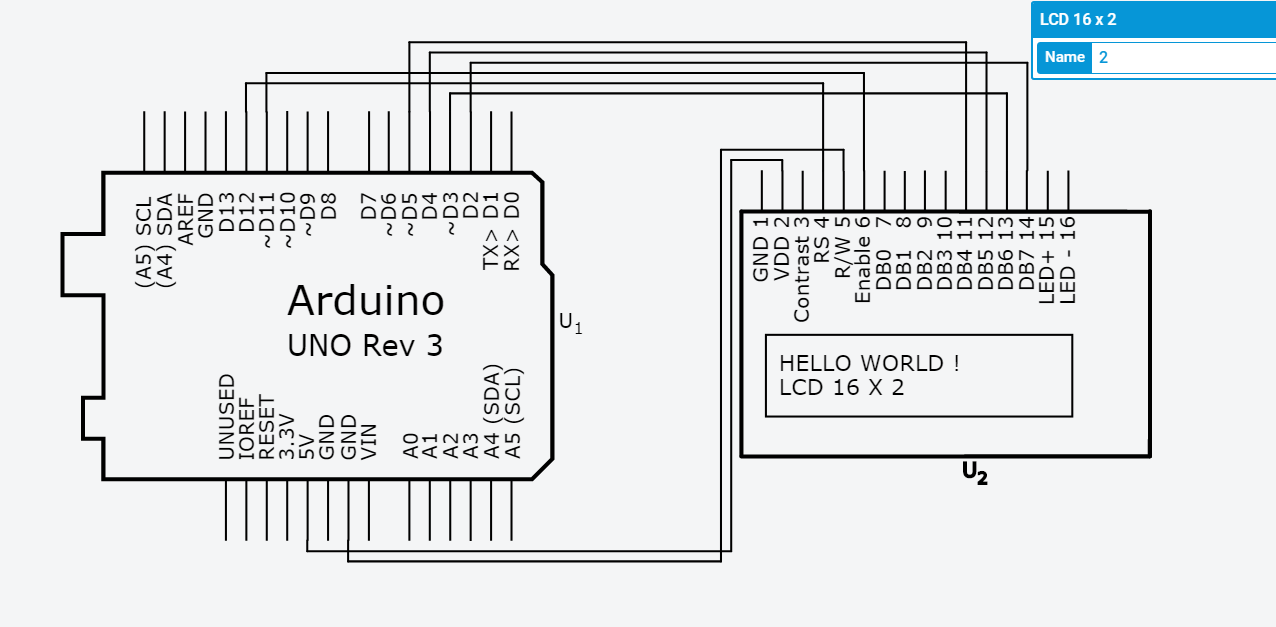 LCD 16 x 2
Name 2
(A5) SCL
(A4) SDA
AREF
GND
D13
D12
~D11
~D10
~D9
D8
D7
~D6
~D5
D4
~D3
D2
TX> D1
RX> D0
Arduino
UNO Rev 3
U1
UNUSED
IOREF
RESET
3.3V
5V
GND
GND
VIN
A0
A1
A2
A3
A4 (SDA)
A5 (SCL)
GND 1
VDD 2
Contrast 3
RS 4
R/W 5
Enable 6
DB0 7
DB1 8
DB2 9
DB3 10
DB4 11
DB5 12
DB6 13
DB7 14
LED+ 15
LED - 16
HELLO WORLD !
LCD 16 X 2
U2